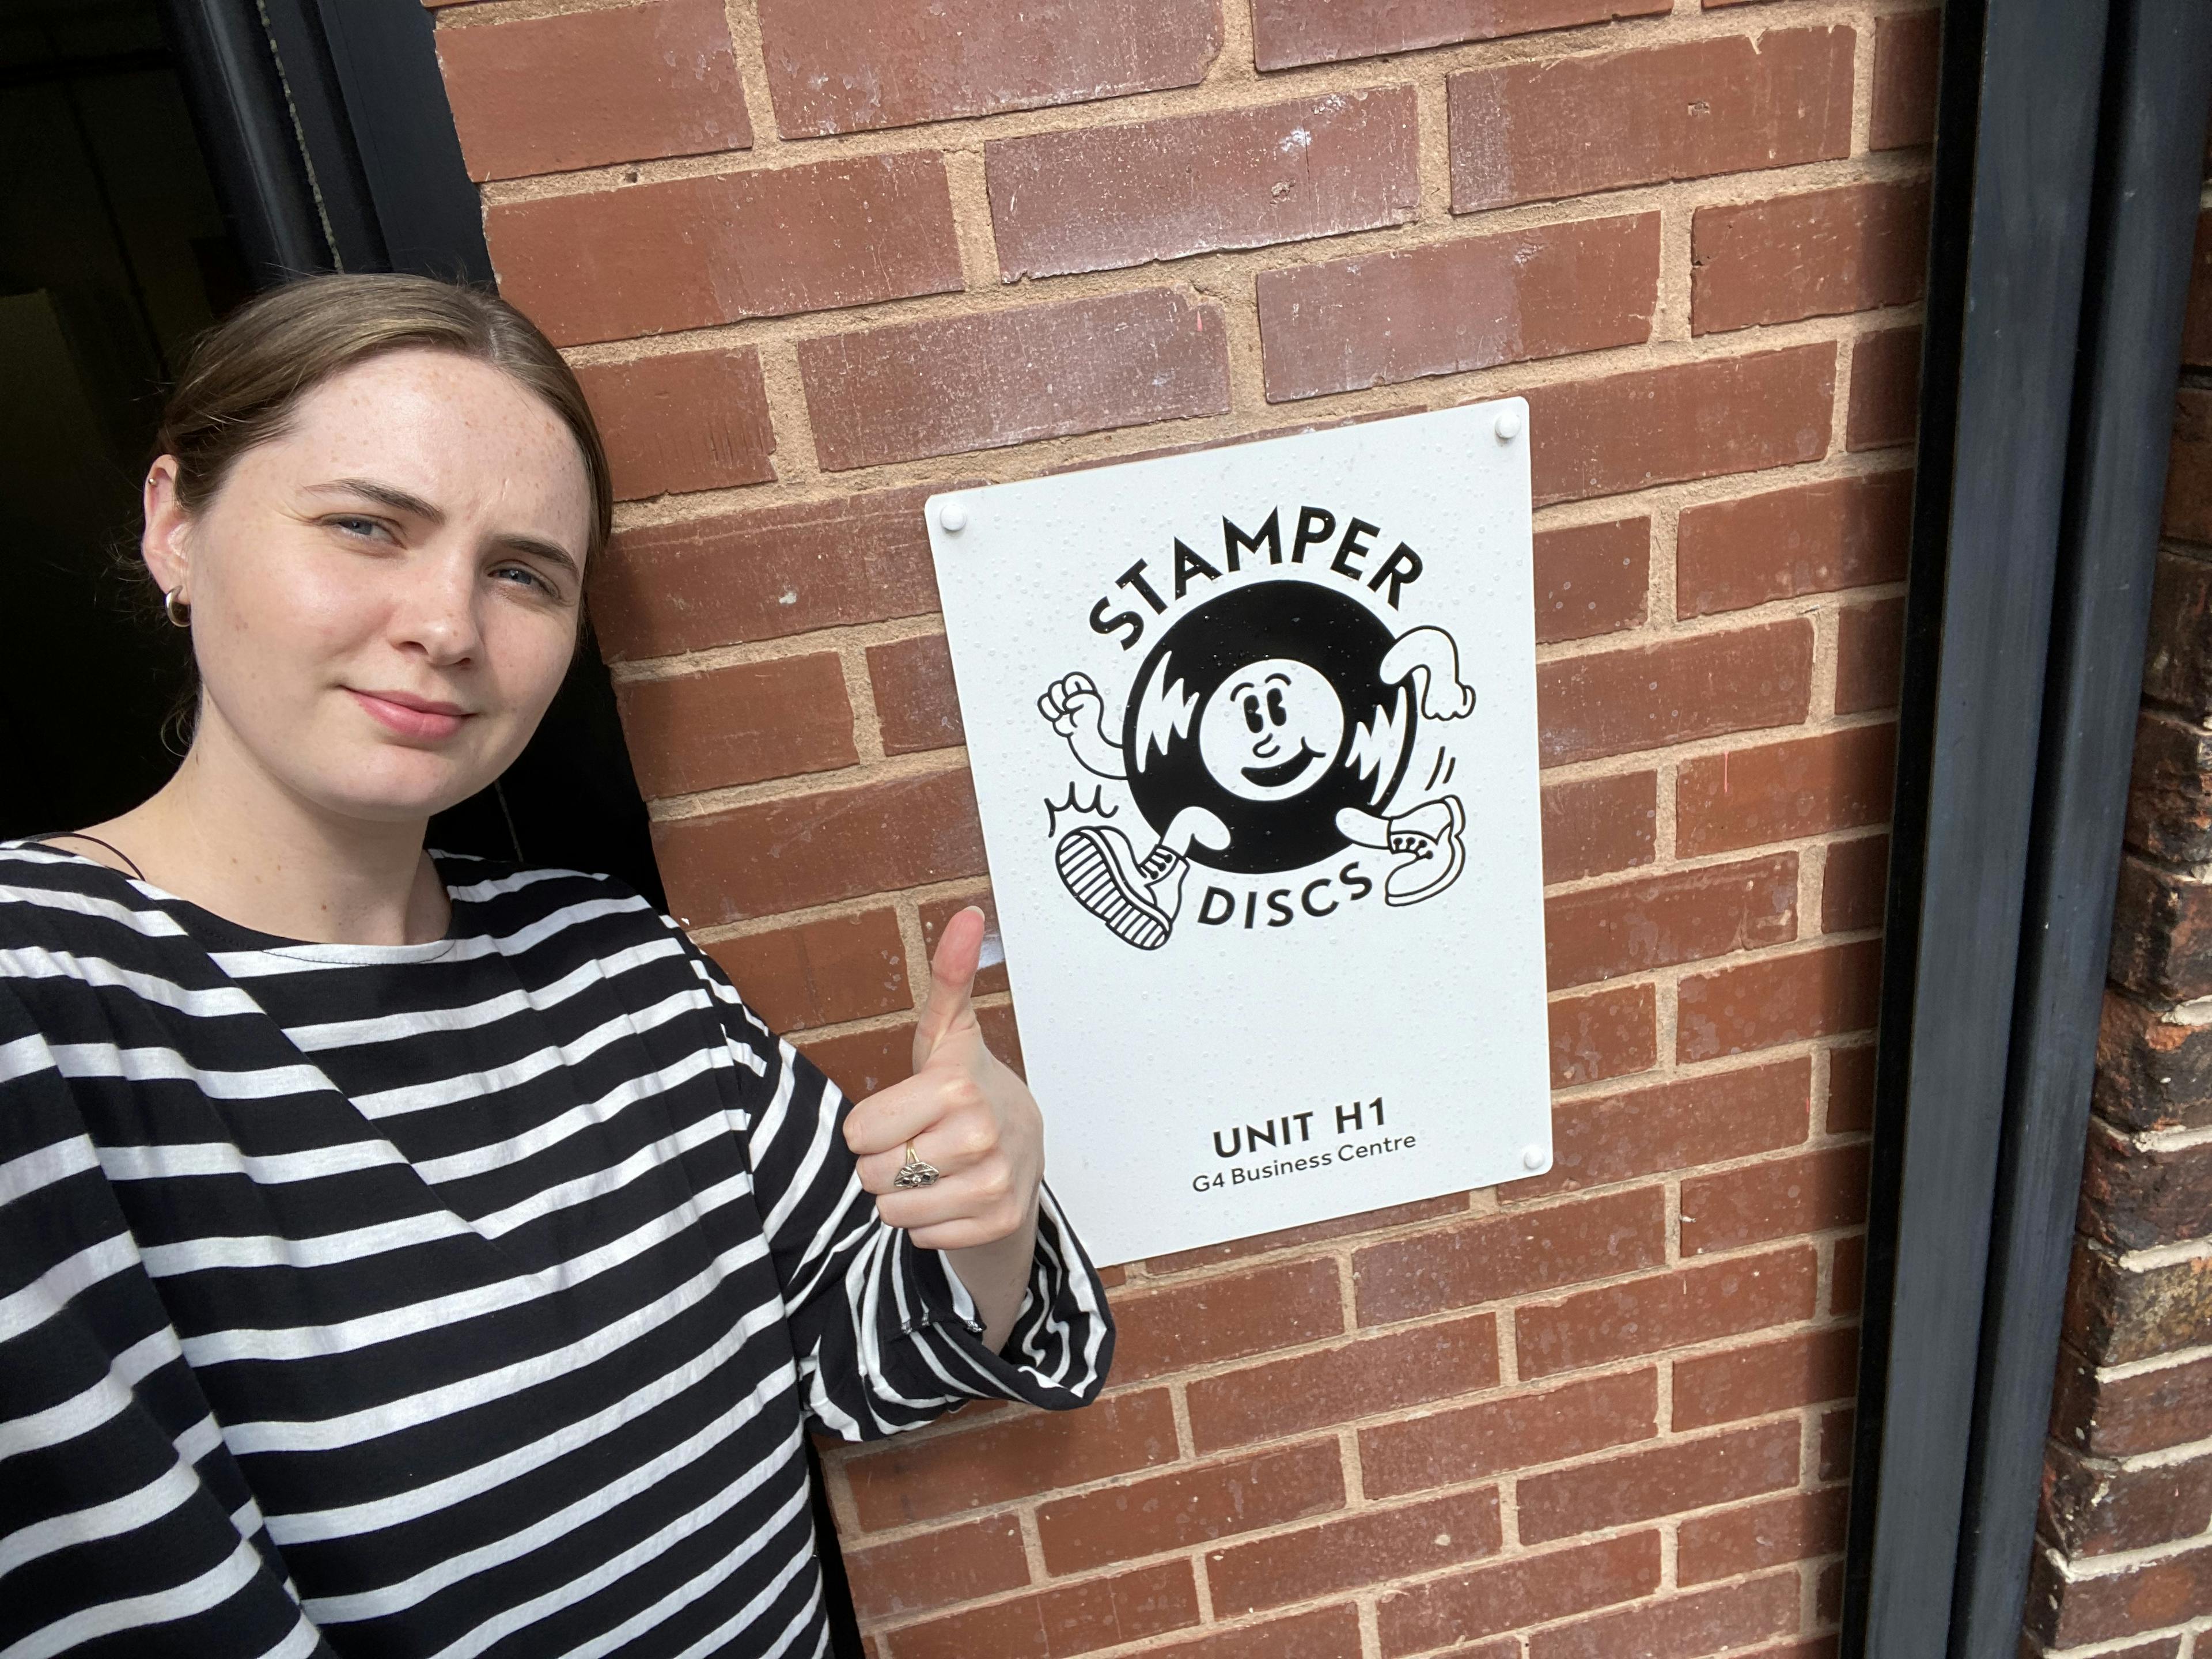 STAMPER
DISCS
UNIT H1
G4 Business Centre